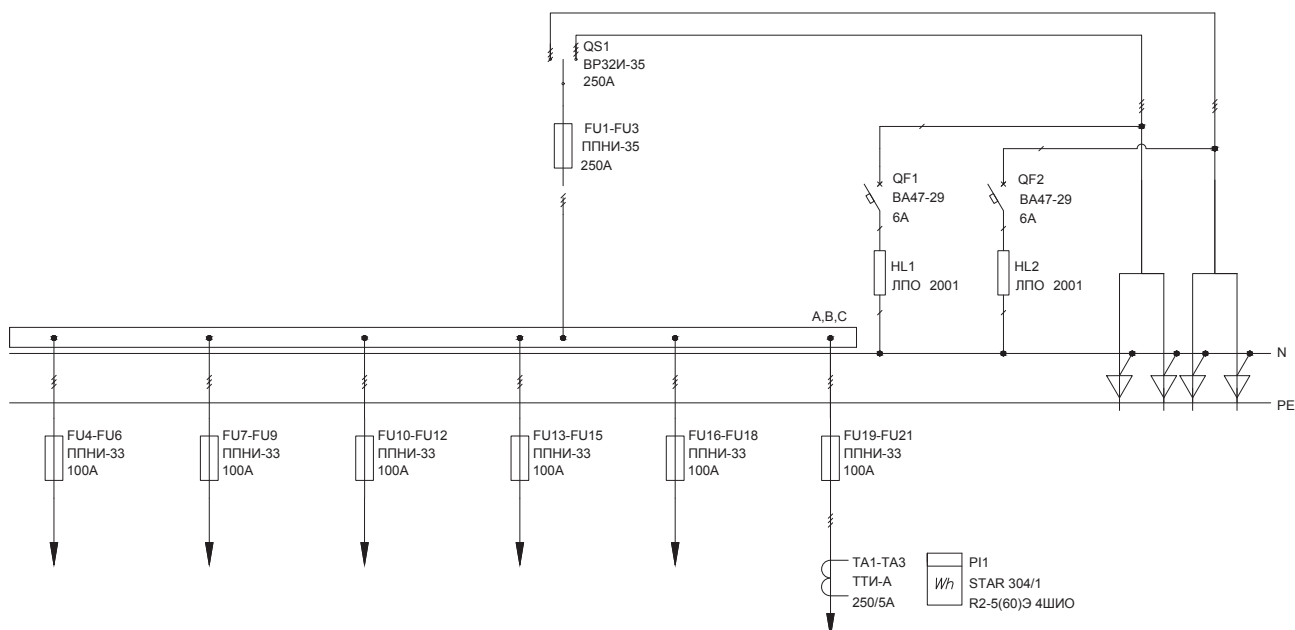 QS1
ВР32И-35
250А
FU1-FU3
ППНИ-35
250А
QF1
ВА47-29
6А
QF2
ВА47-29
6А
HL1
ЛПО 2001
HL2
ЛПО 2001
A,B,C
N
PE
FU4-FU6
ППНИ-33
100А
FU7-FU9
ППНИ-33
100А
FU10-FU12
ППНИ-33
100А
FU13-FU15
ППНИ-33
100А
FU16-FU18
ППНИ-33
100А
FU19-FU21
ППНИ-33
100А
TA1-TA3
ТТИ-А
250/5А
Wh
PI1
STAR 304/1
R2-5(60)Э 4ШИО